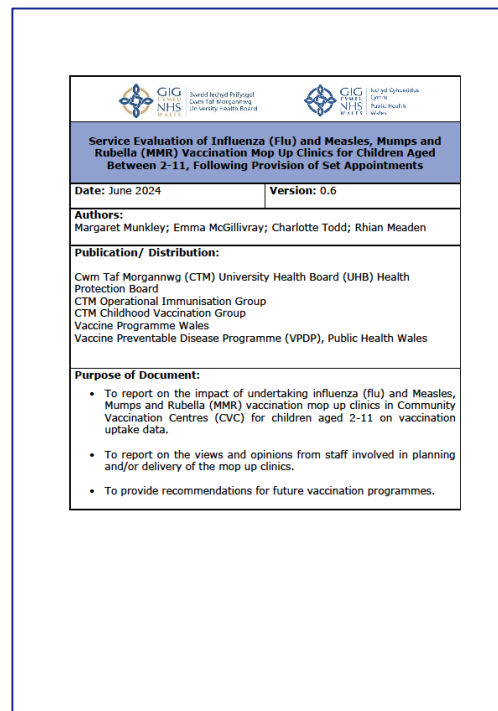 GIG
CYMRU
NHS
WALES
Bwrdd Iechyd Prifysgol
Cwm Taf Morgannwg
University Health Board
GIG
CYMRU
NHS
WALES
Iechyd Cyhoeddus
Cymru
Public Health
Wales
Service Evaluation of Influenza (Flu) and Measles, Mumps and
Rubella (MMR) Vaccination Mop Up Clinics for Children Aged
Between 2-11, Following Provision of Set Appointments
Date: June 2024
Version: 0.6
Authors:
Margaret Munkley; Emma McGillivray; Charlotte Todd; Rhian Meaden
Publication/ Distribution:
Cwm Taf Morgannwg (CTM) University Health Board (UHB) Health
Protection Board
CTM Operational Immunisation Group
CTM Childhood Vaccination Group
Vaccine Programme Wales
Vaccine Preventable Disease Programme (VPDP), Public Health Wales
Purpose of Document:
• To report on the impact of undertaking influenza (flu) and Measles,
Mumps and Rubella (MMR) vaccination mop up clinics in Community
Vaccination Centres (CVC) for children aged 2-11 on vaccination
uptake data.
• To report on the views and opinions from staff involved in planning
and/or delivery of the mop up clinics.
• To provide recommendations for future vaccination programmes.